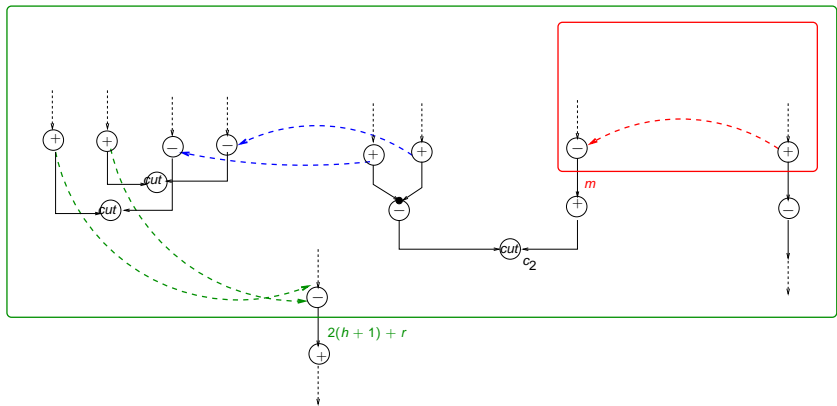 + + − −
+ + − +
cut
cut
m
− + −
cut
c2
−
2(h + 1) + r
+